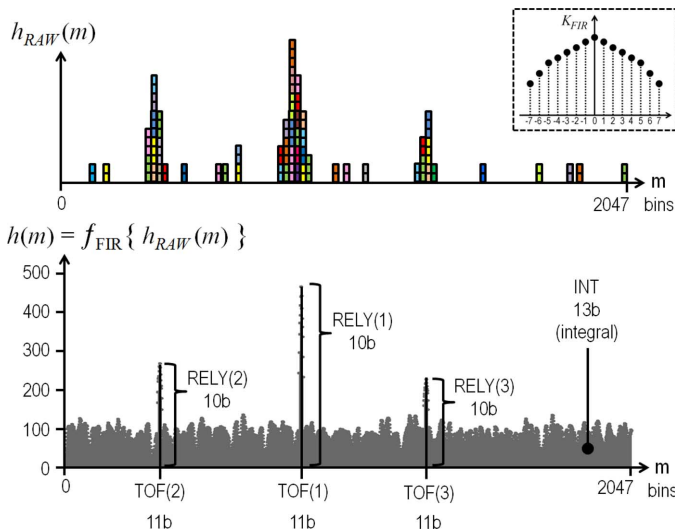 h_RAW(m)
K_FIR
-7 -6 -5 -4 -3 -2 -1 0 1 2 3 4 5 6 7
m
0
2047
bins
h(m) = f_FIR{ h_RAW(m) }
500
400
300
200
100
0
RELY(2)
10b
RELY(1)
10b
RELY(3)
10b
INT
13b
(integral)
m
0
TOF(2)
TOF(1)
TOF(3)
2047
bins
11b
11b
11b